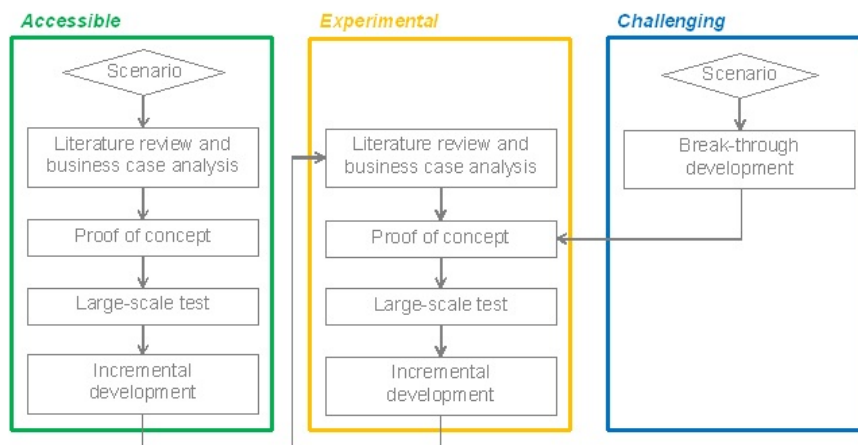 Accessible
Scenario
Literature review and
business case analysis
Proof of concept
Large-scale test
Incremental
development
Experimental
Literature review and
business case analysis
Proof of concept
Large-scale test
Incremental
development
Challenging
Scenario
Break-through
development